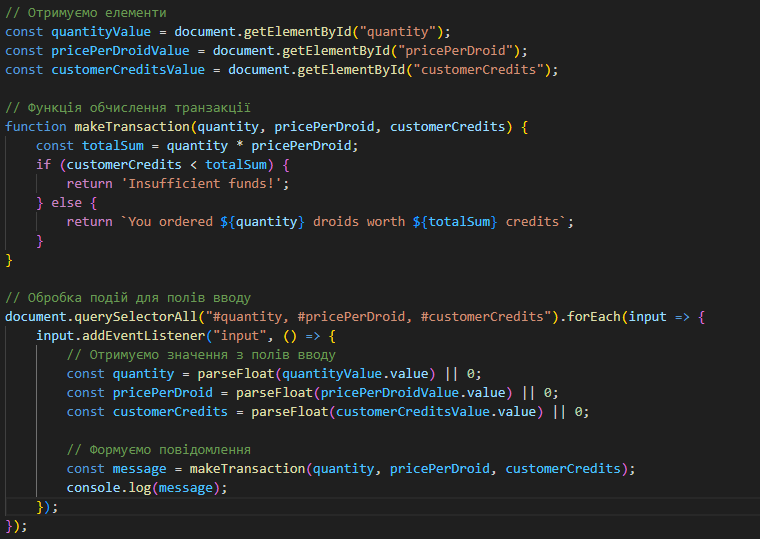 // Отримуємо елементи
const quantityValue = document.getElementById("quantity");
const pricePerDroidValue = document.getElementById("pricePerDroid");
const customerCreditsValue = document.getElementById("customerCredits");
// Функція обчислення транзакції
function makeTransaction(quantity, pricePerDroid, customerCredits) {
const totalSum = quantity * pricePerDroid;
if (customerCredits < totalSum) {
return 'Insufficient funds!';
} else {
return `You ordered ${quantity} droids worth ${totalSum} credits`;
}
}
// Обробка подій для полів вводу
document.querySelectorAll("#quantity, #pricePerDroid, #customerCredits").forEach(input => {
input.addEventListener("input", () => {
// Отримуємо значення з полів вводу
const quantity = parseFloat(quantityValue.value) || 0;
const pricePerDroid = parseFloat(pricePerDroidValue.value) || 0;
const customerCredits = parseFloat(customerCreditsValue.value) || 0;
// Формуємо повідомлення
const message = makeTransaction(quantity, pricePerDroid, customerCredits);
console.log(message);
});
});